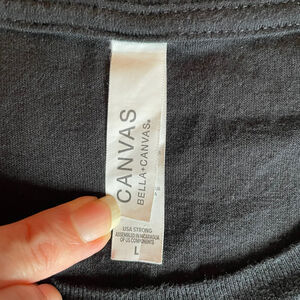 CANVAS
BELLA+CANVAS®
USA STRONG
ASSEMBLED IN NICARAGUA
OF US COMPONENTS
L